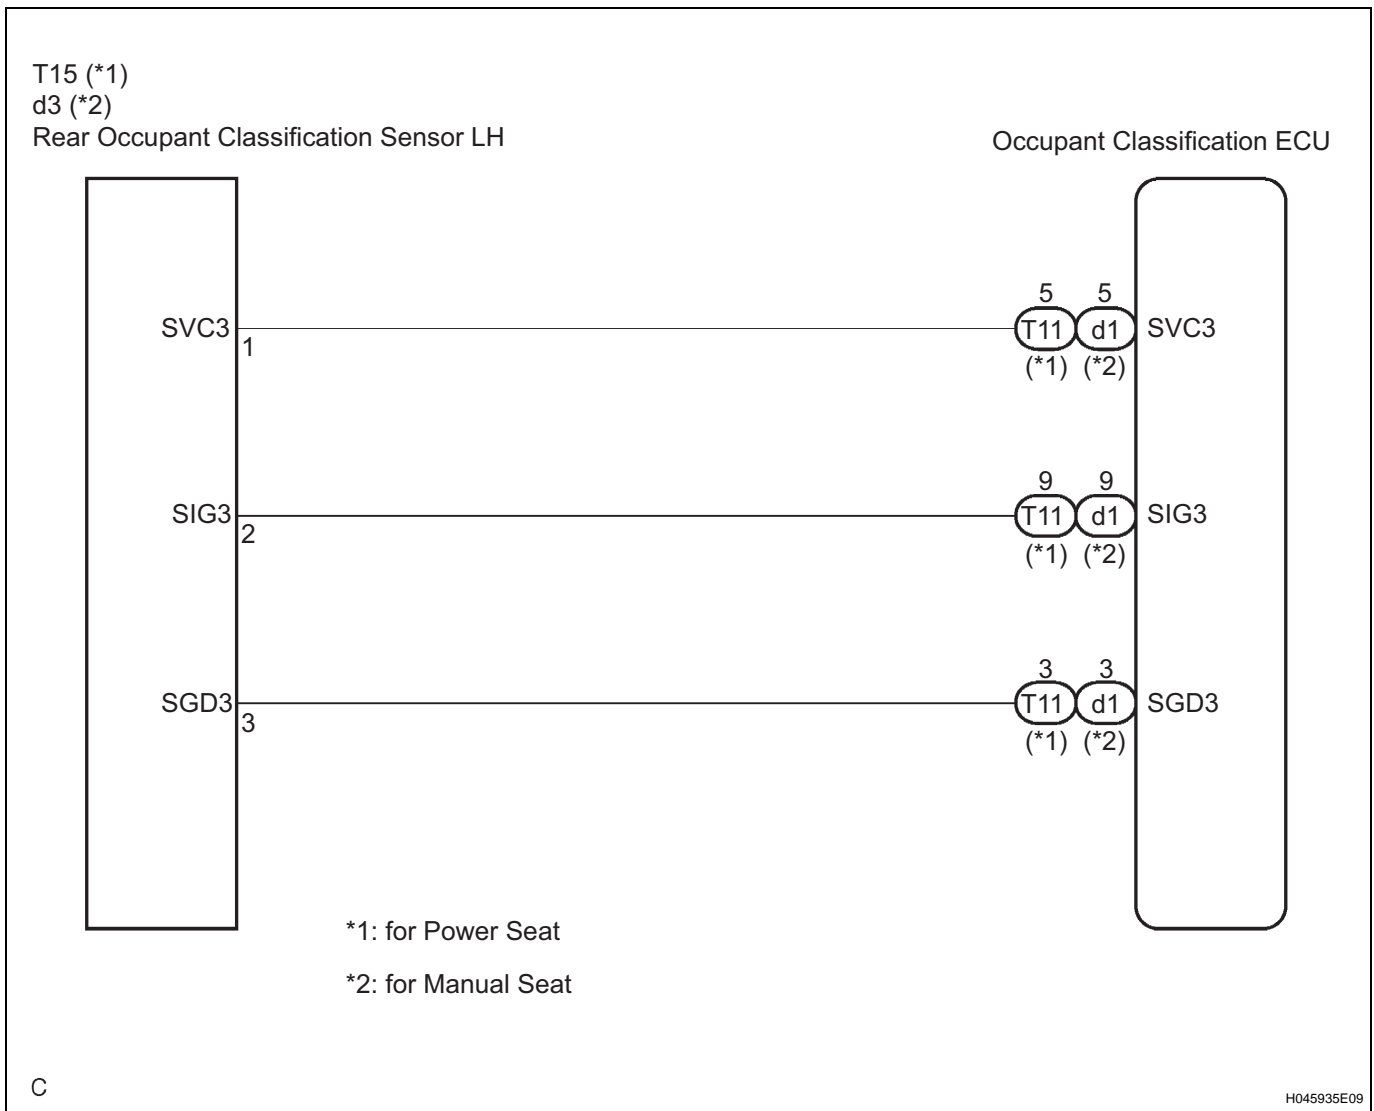 T15 (*1)
d3 (*2)
Rear Occupant Classification Sensor LH
Occupant Classification ECU
SVC3
1
5 5
T11 d1
(*1) (*2)
SVC3
SIG3
2
9 9
T11 d1
(*1) (*2)
SIG3
SGD3
3
3 3
T11 d1
(*1) (*2)
SGD3
*1: for Power Seat
*2: for Manual Seat
C
H045935E09